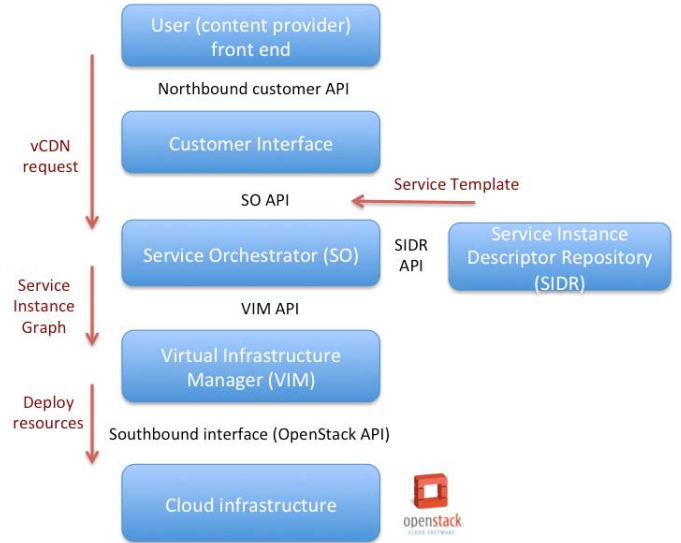 User (content provider)
front end
Northbound customer API
Customer Interface
vCDN
request
Service Template
SO API
Service Orchestrator (SO)
SIDR
API
Service Instance
Descriptor Repository
(SIDR)
Service
Instance
Graph
VIM API
Virtual Infrastructure
Manager (VIM)
Deploy
resources
Southbound interface (OpenStack API)
Cloud infrastructure
openstack
CLOUD SOFTWARE